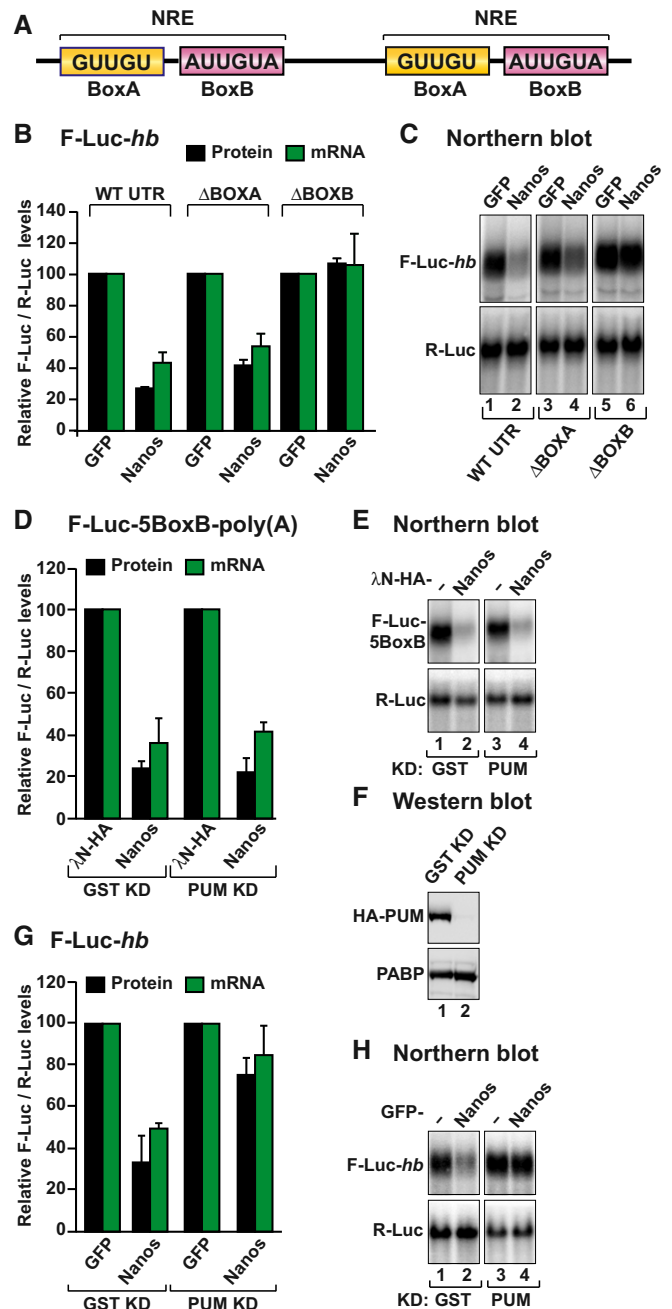 A
NRE NRE
GUUGU AUUGUA GUUGU AUUGUA
BoxA BoxB BoxA BoxB
B F-Luc-hb
Protein mRNA
WT UTR ΔBOXA ΔBOXB
Relative F-Luc / R-Luc levels
140
120
100
80
60
40
20
0
GFP Nanos GFP Nanos GFP Nanos
C Northern blot
GFP Nanos GFP Nanos GFP Nanos
F-Luc-hb
R-Luc
1 2 3 4 5 6
WT UTR ΔBOXA ΔBOXB
D F-Luc-5BoxB-poly(A)
Protein mRNA
Relative F-Luc / R-Luc levels
120
100
80
60
40
20
0
λN-HA Nanos λN-HA Nanos
GST KD PUM KD
E Northern blot
λN-HA- - Nanos - Nanos
F-Luc-
5BoxB
R-Luc
1 2 3 4
KD: GST PUM
F Western blot
GST KD PUM KD
HA-PUM
PABP
1 2
G F-Luc-hb
Protein mRNA
Relative F-Luc / R-Luc levels
120
100
80
60
40
20
0
GFP Nanos GFP Nanos
GST KD PUM KD
H Northern blot
GFP- - Nanos - Nanos
F-Luc-hb
R-Luc
1 2 3 4
KD: GST PUM